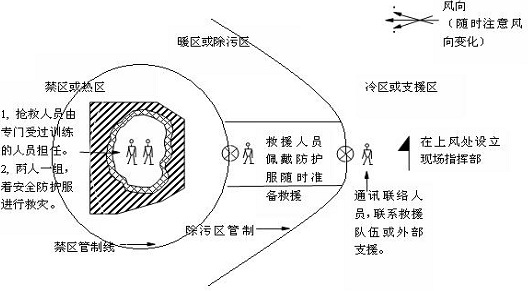 风向
（随时注意风
向变化）
暖区或除污区
禁区或热区
冷区或支援区
1, 抢救人员由
专门受过训练
的人员担任。
2, 两人一组，
着安全防护服
进行救灾。
救援人员
佩戴防护
服随时准
备救援
在上风处设立
现场指挥部
通讯联络人
员，联系救援
队伍或外部
支援。
禁区管制线
除污区管制